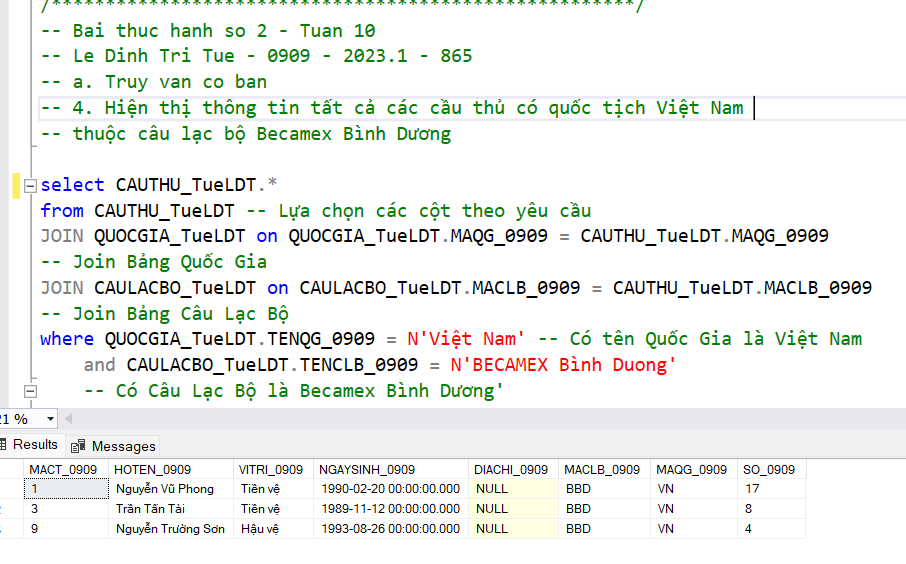 /******************************************************/
-- Bai thuc hanh so 2 - Tuan 10
-- Le Dinh Tri Tue - 0909 - 2023.1 - 865
-- a. Truy van co ban
-- 4. Hiện thị thông tin tất cả các cầu thủ có quốc tịch Việt Nam
-- thuộc câu lạc bộ Becamex Bình Dương
select CAUTHU_TueLDT.*
from CAUTHU_TueLDT -- Lựa chọn các cột theo yêu cầu
JOIN QUOCGIA_TueLDT on QUOCGIA_TueLDT.MAQG_0909 = CAUTHU_TueLDT.MAQG_0909
-- Join Bảng Quốc Gia
JOIN CAULACBO_TueLDT on CAULACBO_TueLDT.MACLB_0909 = CAUTHU_TueLDT.MACLB_0909
-- Join Bảng Câu Lạc Bộ
where QUOCGIA_TueLDT.TENQG_0909 = N'Việt Nam' -- Có tên Quốc Gia là Việt Nam
and CAULACBO_TueLDT.TENCLB_0909 = N'BECAMEX Bình Duong'
-- Có Câu Lạc Bộ là Becamex Bình Dương'
21 %
Results Messages
MACT_0909 HOTEN_0909 VITRI_0909 NGAYSINH_0909 DIACHI_0909 MACLB_0909 MAQG_0909 SO_0909
1 Nguyễn Vũ Phong Tiền vệ 1990-02-20 00:00:00.000 NULL BBD VN 17
3 Trần Tấn Tài Tiền vệ 1989-11-12 00:00:00.000 NULL BBD VN 8
9 Nguyễn Trường Sơn Hậu vệ 1993-08-26 00:00:00.000 NULL BBD VN 4